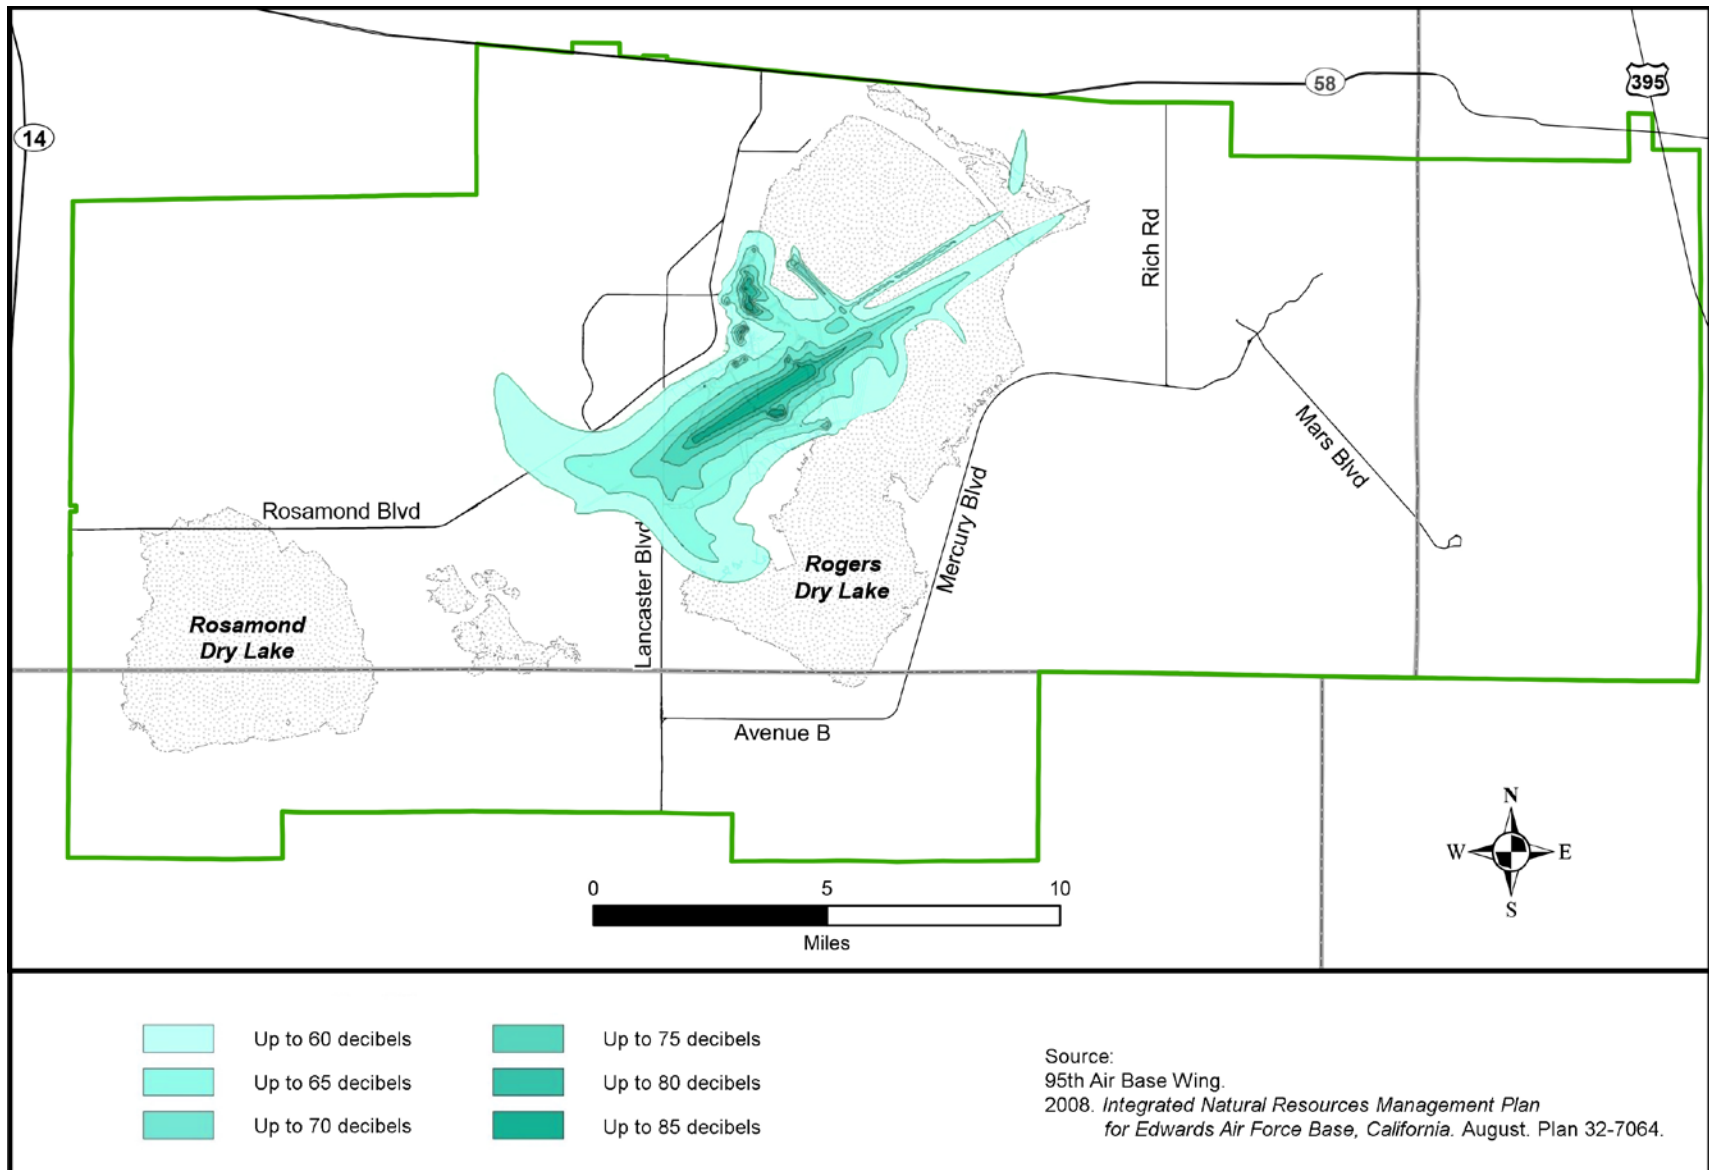 58
395
14
Rich Rd
Mars Blvd
Rosamond Blvd
Lancaster Blvd
Mercury Blvd
Rogers
Dry Lake
Rosamond
Dry Lake
Avenue B
N
W
E
S
0
5
10
Miles
Up to 60 decibels
Up to 65 decibels
Up to 70 decibels
Up to 75 decibels
Up to 80 decibels
Up to 85 decibels
Source:
95th Air Base Wing.
2008. Integrated Natural Resources Management Plan
for Edwards Air Force Base, California. August. Plan 32-7064.